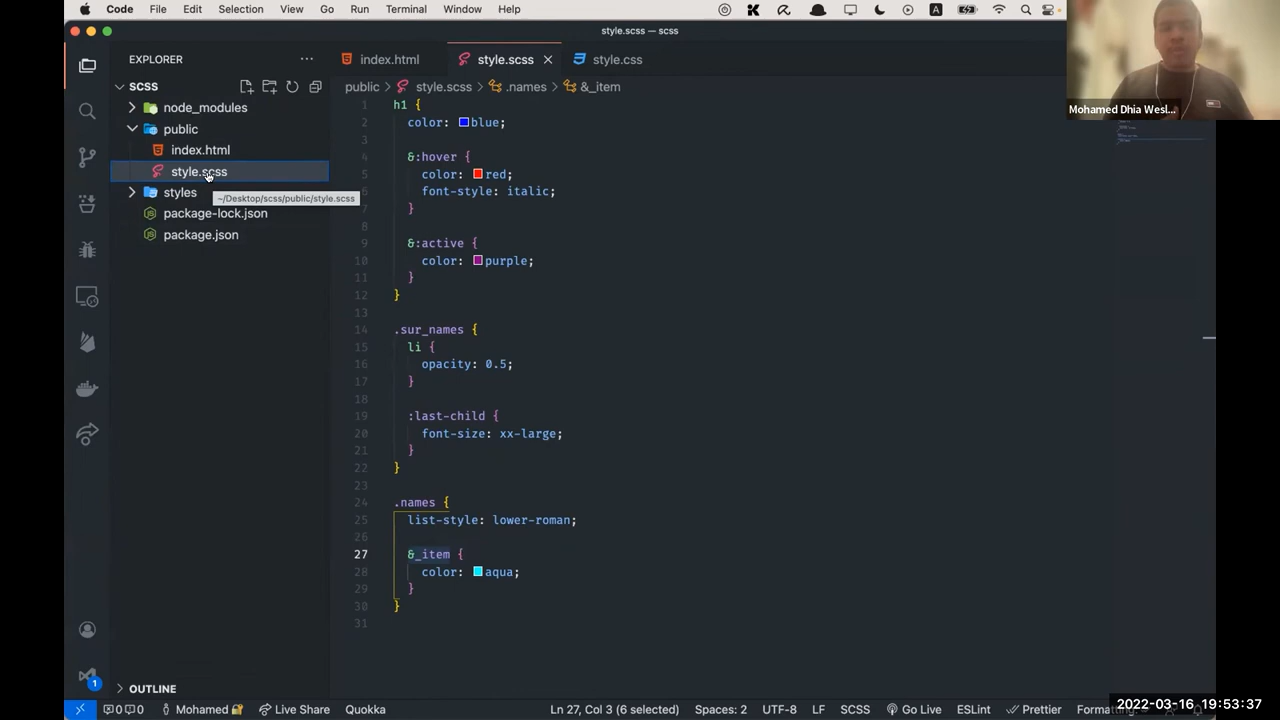 Code File Edit Selection View Go Run Terminal Window Help
style.scss — scss
EXPLORER
SCSS
node_modules
public
index.html
style.scss
~/Desktop/scss/public/style.scss
styles
package-lock.json
package.json
OUTLINE
index.html style.scss style.css
public > style.scss > .names > &_item
1 h1 {
2 color: blue;
3
4 &:hover {
5 color: red;
6 font-style: italic;
7 }
8
9 &:active {
10 color: purple;
11 }
12 }
13
14 .sur_names {
15 li {
16 opacity: 0.5;
17 }
18
19 :last-child {
20 font-size: xx-large;
21 }
22 }
23
24 .names {
25 list-style: lower-roman;
26
27 &_item {
28 color: aqua;
29 }
30 }
31
Mohamed Dhia Wesl...
1
0 0 Mohamed Live Share Quokka Ln 27, Col 3 (6 selected) Spaces: 2 UTF-8 LF SCSS Go Live ESLint Prettier Formatting:
2022-03-16 19:53:37